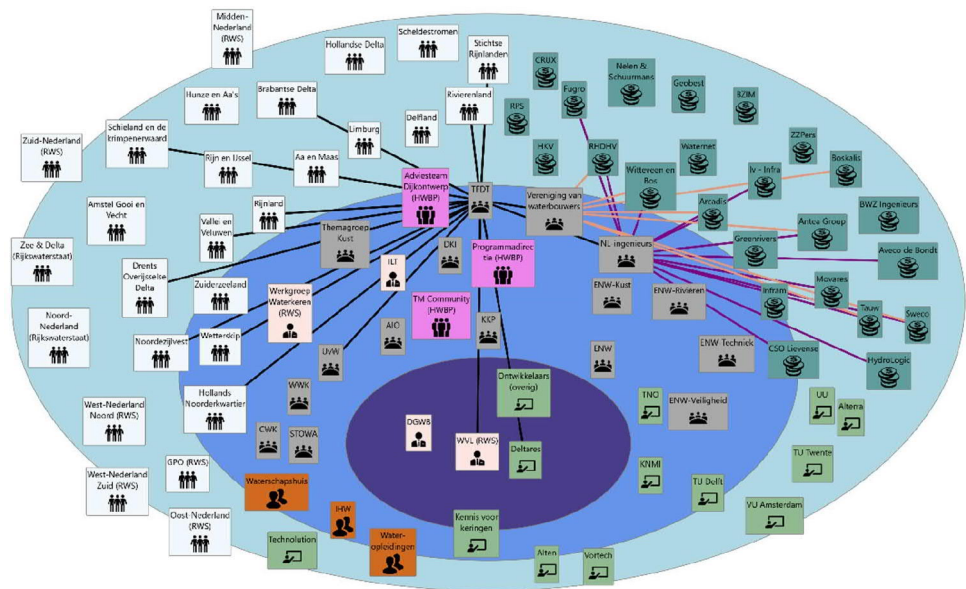 Midden-
Nederland (RWS)
Hollandse Delta
Scheldestromen
Stichtse
Rijnlanden
CRUX
Fugro
Nelen &
Schuurmans
Geobest
BZIM
Hunze en Aa's
Brabantse Delta
Rivierenland
RPS
ZZPers
Zuid-Nederland
(RWS)
Schieland en de
krimpenerwaard
Limburg
Delfland
HKV
RHDHV
Witteveen en
Bos
Waternet
Iv - Infra
Boskalis
Rijn en IJssel
Aa en Maas
Adviesteam
Dijkontwerp
(HWBP)
TFDT
Vereniging van
waterbouwers
Arcadis
Antea Groep
BWZ Ingenieurs
Amstel Gooi en
Vecht
Vallei en
Veluwen
Rijnland
Themagroep
Kust
DKI
Programmadirec
tie (HWBP)
NL ingenieurs
Greenrivers
Aveco de Bondt
Zee & Delta
(Rijkswaterstaat)
Drents
Overijsselse
Delta
Zuiderzeeland
Werkgroep
Waterkeren
(RWS)
ILT
TM Community
(HWBP)
ENW-Kust
ENW-Rivieren
Infram
Movares
Tauw
Sweco
Noord-
Nederland
(Rijkswaterstaat)
Noordezijlvest
Wetterskip
AIO
KKP
UvW
ENW
ENW-Techniek
CSO Lievense
HydroLogic
West-Nederland
Noord (RWS)
Hollands
Noorderkwartier
WWK
Ontwikkelaars
(overig)
TNO
ENW-Veiligheid
UU
Alterra
CWK
STOWA
DGWB
WVL (RWS)
Deltares
West-Nederland
Zuid (RWS)
GPO (RWS)
Waterschapshuis
KNMI
TU Delft
TU Twente
Oost-Nederland
(RWS)
IHW
Water-
opleidingen
Kennis voor
keringen
VU Amsterdam
Technolution
Alten
Vortech